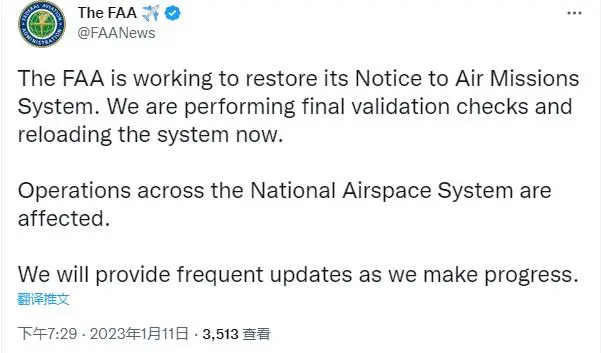 The FAA ✈️
@FAANews
The FAA is working to restore its Notice to Air Missions
System. We are performing final validation checks and
reloading the system now.
Operations across the National Airspace System are
affected.
We will provide frequent updates as we make progress.
翻译推文
下午7:29 · 2023年1月11日 · 3,513 查看